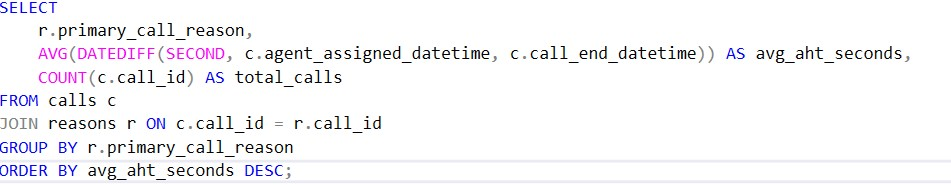 SELECT
    r.primary_call_reason,
    AVG(DATEDIFF(SECOND, c.agent_assigned_datetime, c.call_end_datetime)) AS avg_aht_seconds,
    COUNT(c.call_id) AS total_calls
FROM calls c
JOIN reasons r ON c.call_id = r.call_id
GROUP BY r.primary_call_reason
ORDER BY avg_aht_seconds DESC;